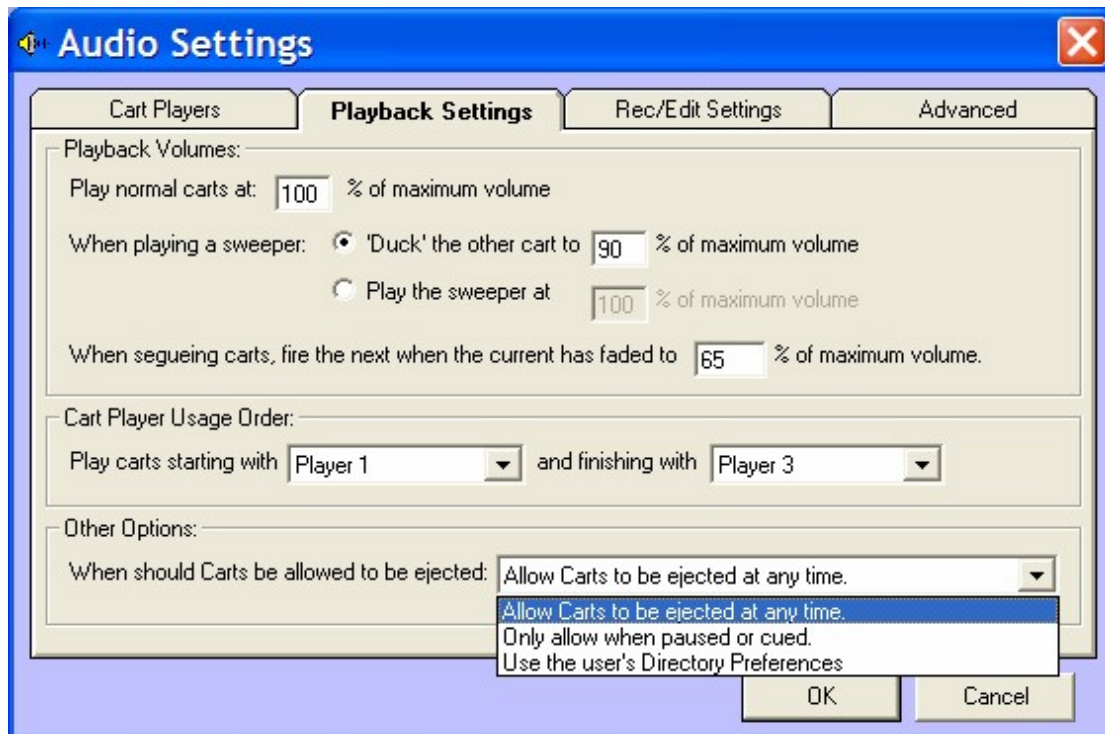 Audio Settings
Cart Players Playback Settings Rec/Edit Settings Advanced
Playback Volumes:
Play normal carts at: 100 % of maximum volume
When playing a sweeper: 'Duck' the other cart to 90 % of maximum volume
Play the sweeper at 100 % of maximum volume
When segueing carts, fire the next when the current has faded to 65 % of maximum volume.
Cart Player Usage Order:
Play carts starting with Player 1 and finishing with Player 3
Other Options:
When should Carts be allowed to be ejected: Allow Carts to be ejected at any time.
Allow Carts to be ejected at any time.
Only allow when paused or cued.
Use the user's Directory Preferences
OK Cancel